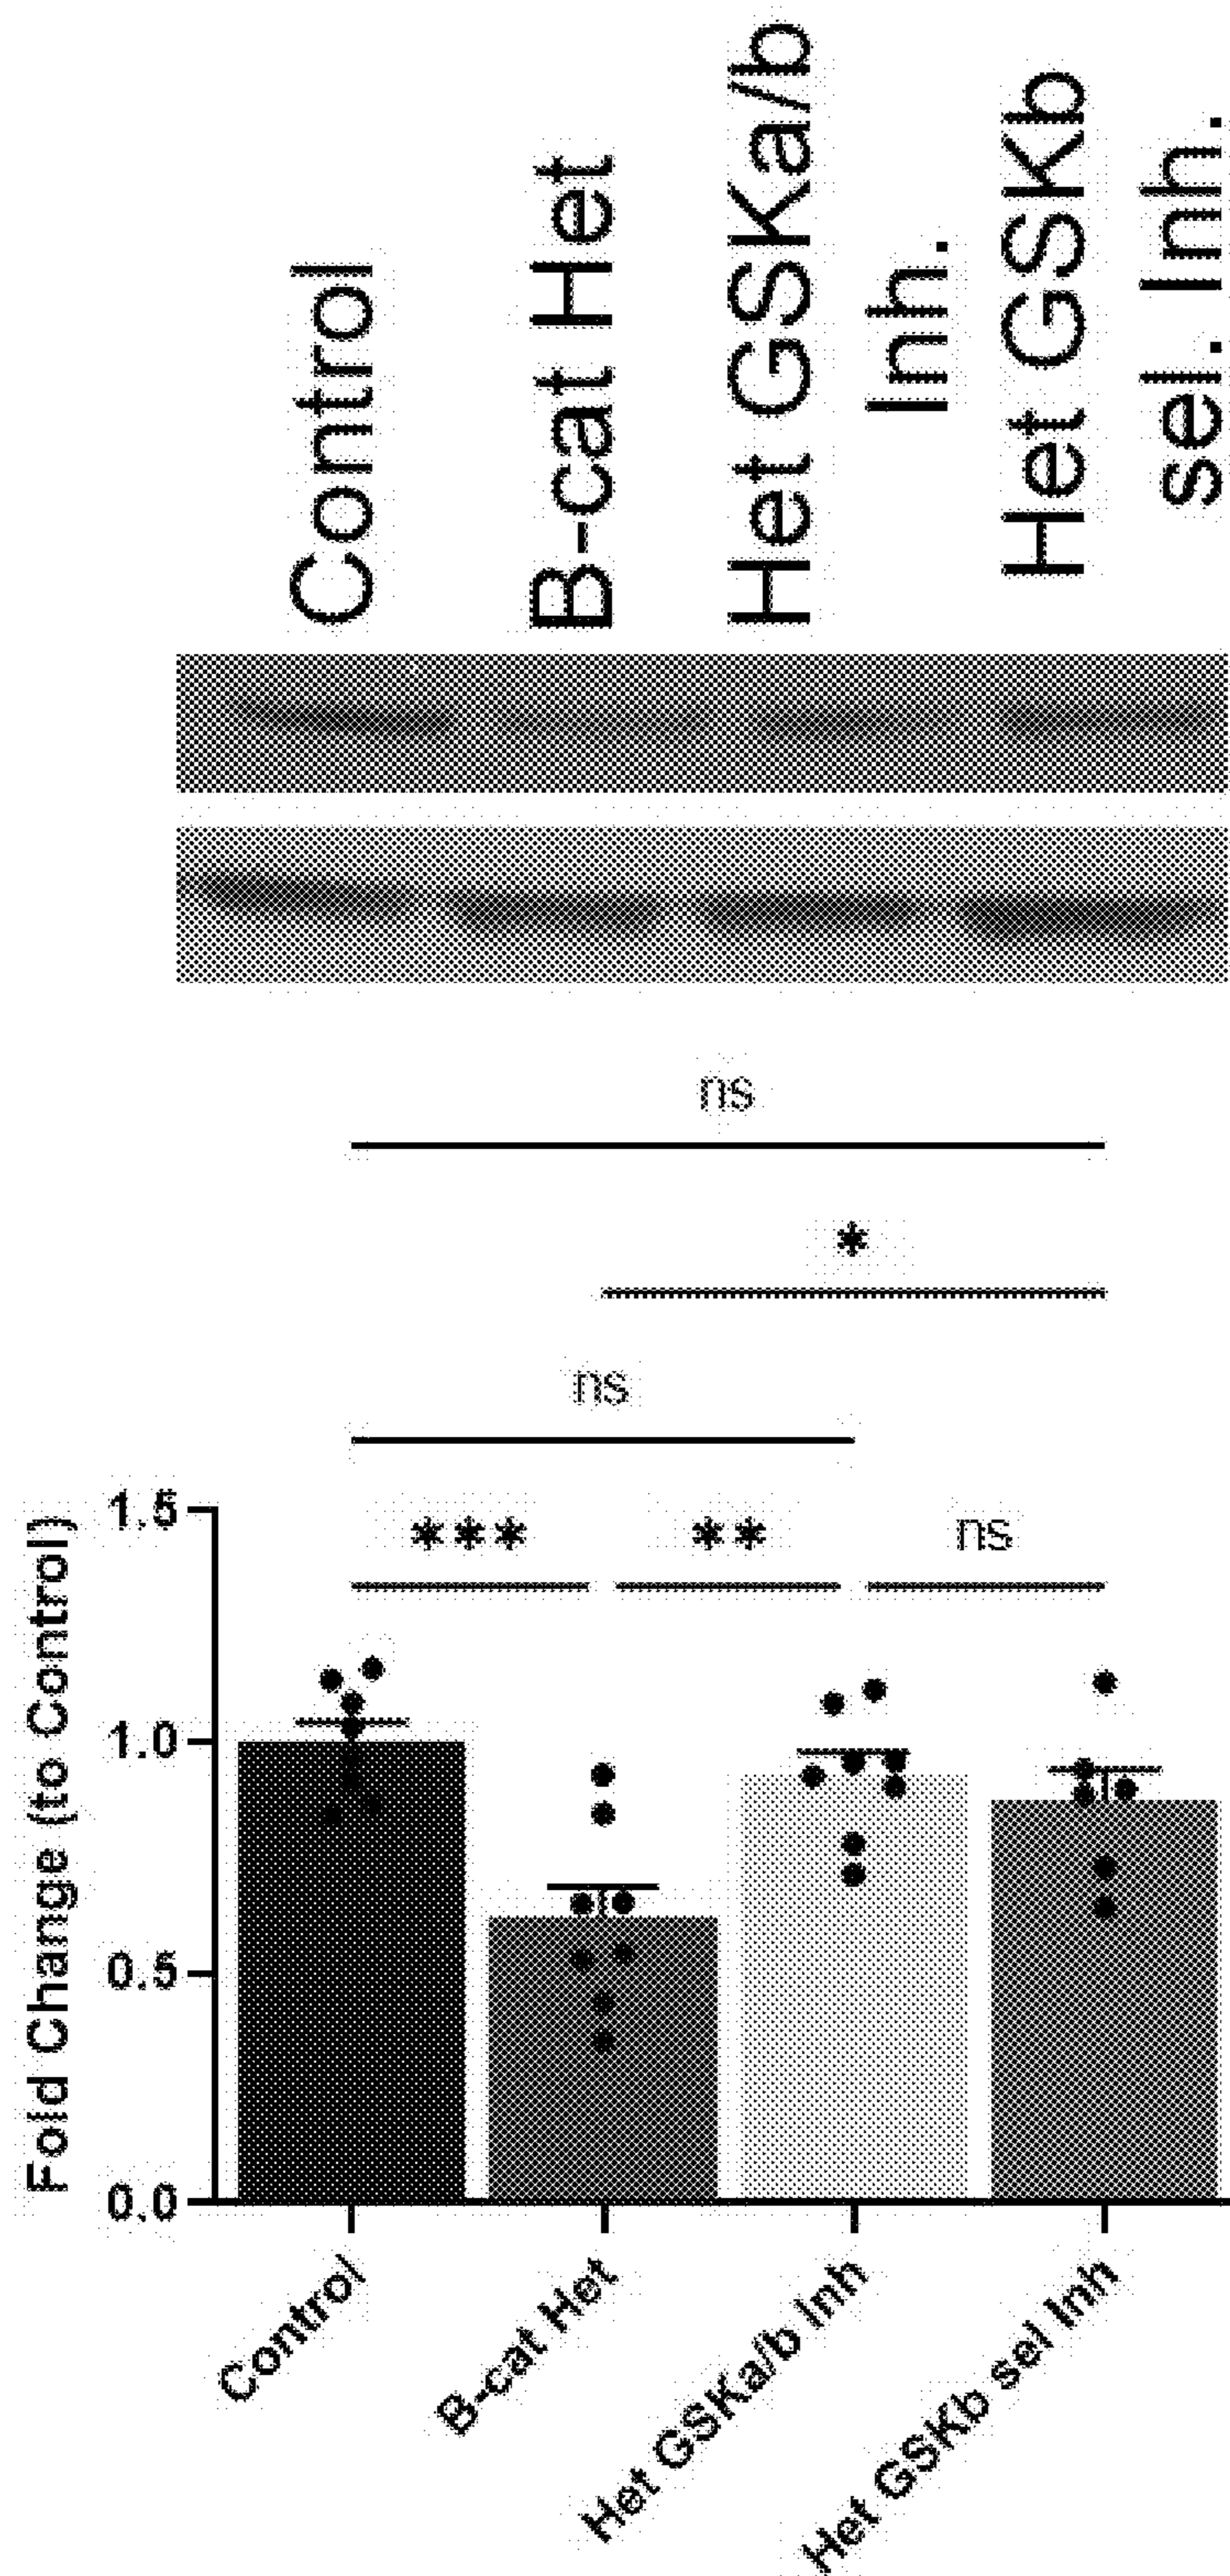 Control
B-cat Het
Het GSKa/b
Inh.
Het GSKb
sel. Inh.
ns
*
ns
*** ** ns
Fold Change (to Control)
1.5
1.0
0.5
0.0
Control
B-cat Het
Het GSKa/b Inh
Het GSKb sel Inh